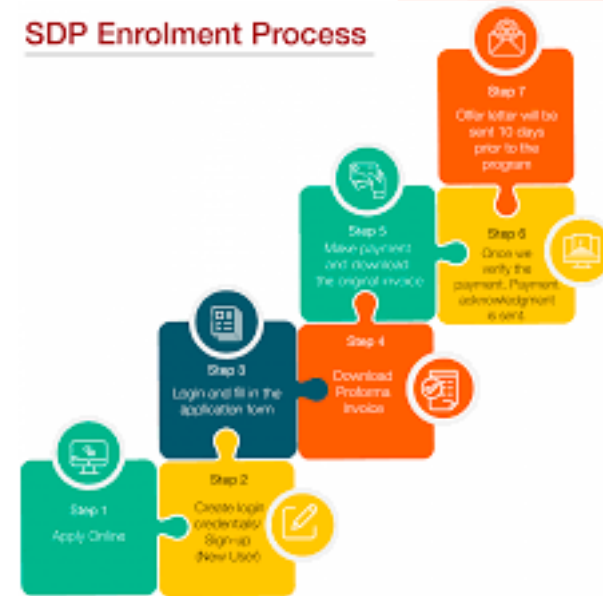 SDP Enrolment Process
Step 1
Apply Online
Step 2
Create login
credentials/
Sign-up
(New User)
Step 3
Login and fill in the
application form
Step 4
Download
Proforma
Invoice
Step 5
Make payment
and download
the original invoice
Step 6
Once we
verify the
payment, Payment
acknowledgment
is sent
Step 7
Offer letter will be
sent 10 days
prior to the
program